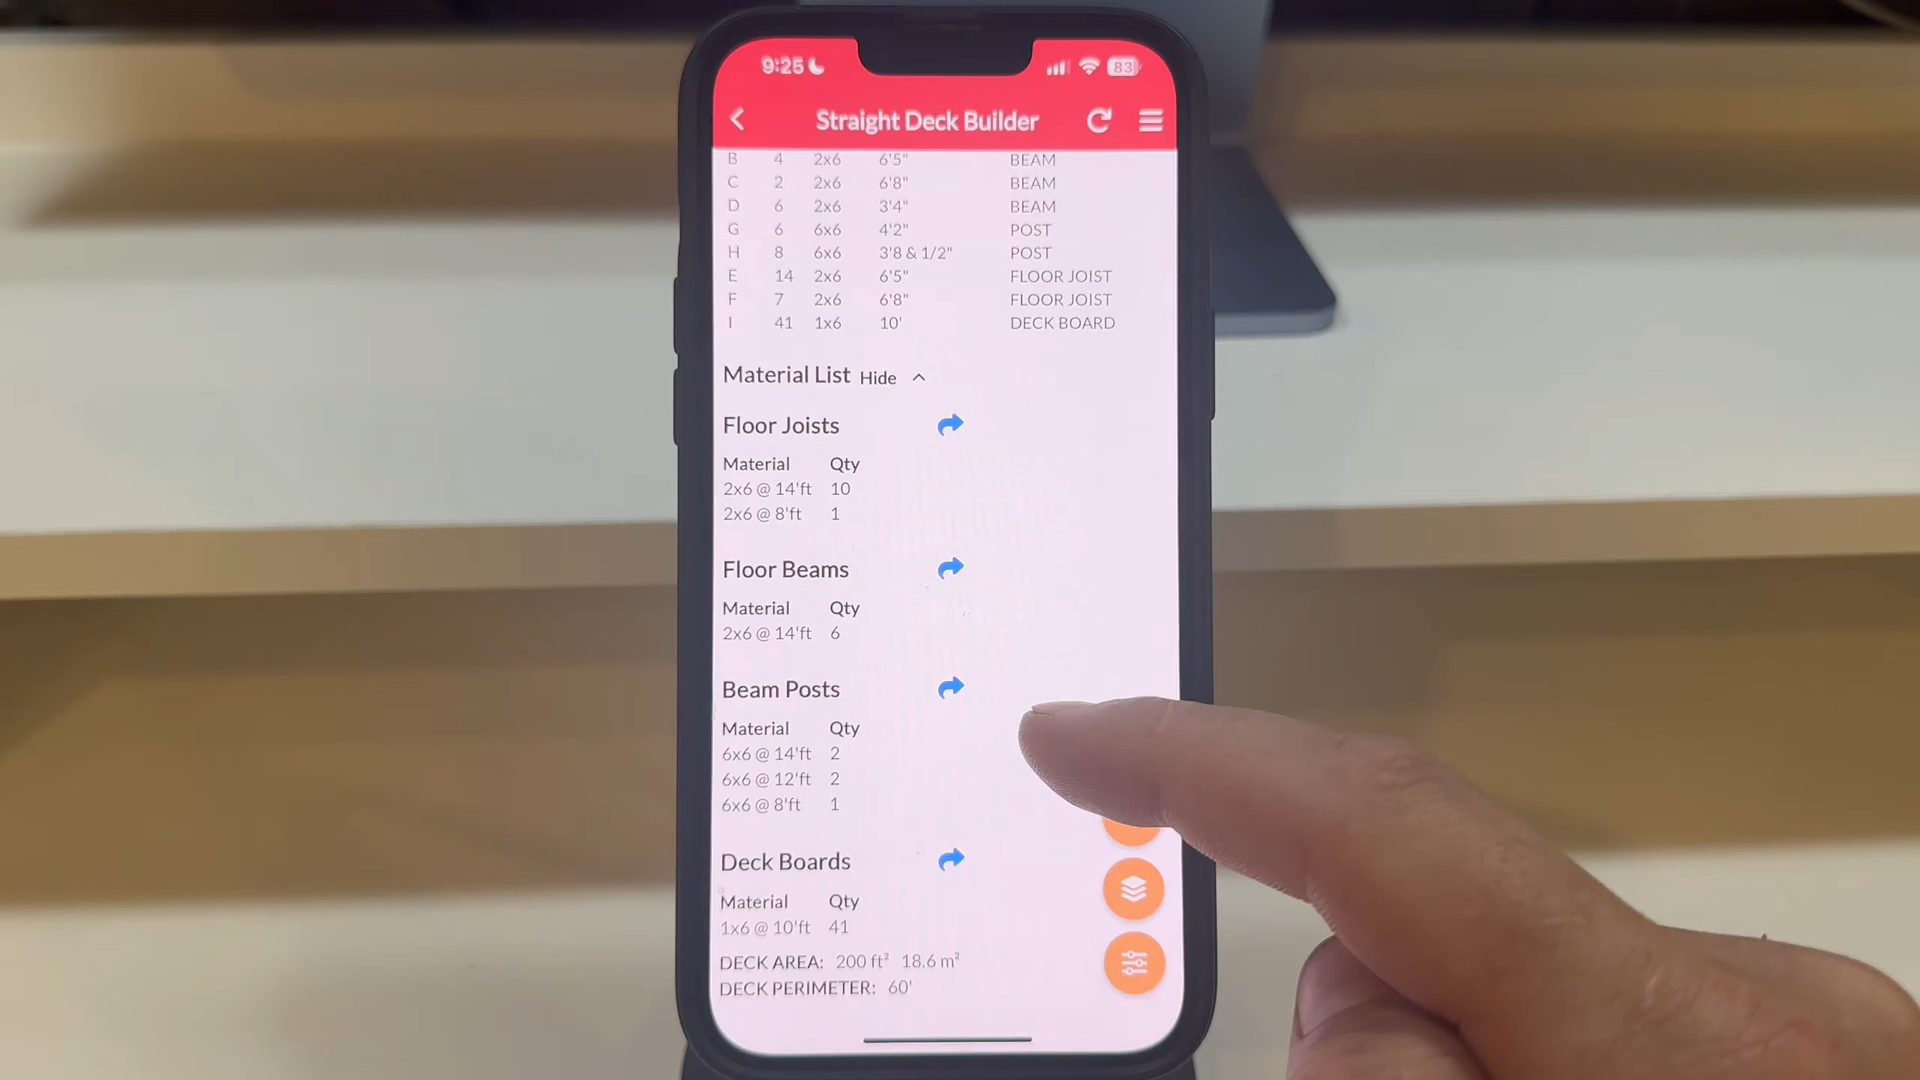 9:25
83
Straight Deck Builder
B 4 2x6 6'5" BEAM
C 2 2x6 6'8" BEAM
D 6 2x6 3'4" BEAM
G 6 6x6 4'2" POST
H 8 6x6 3'8 & 1/2" POST
E 14 2x6 6'5" FLOOR JOIST
F 7 2x6 6'8" FLOOR JOIST
I 41 1x6 10' DECK BOARD
Material List Hide
Floor Joists
Material Qty
2x6 @ 14'ft 10
2x6 @ 8'ft 1
Floor Beams
Material Qty
2x6 @ 14'ft 6
Beam Posts
Material Qty
6x6 @ 14'ft 2
6x6 @ 12'ft 2
6x6 @ 8'ft 1
Deck Boards
Material Qty
1x6 @ 10'ft 41
DECK AREA: 200 ft² 18.6 m²
DECK PERIMETER: 60'